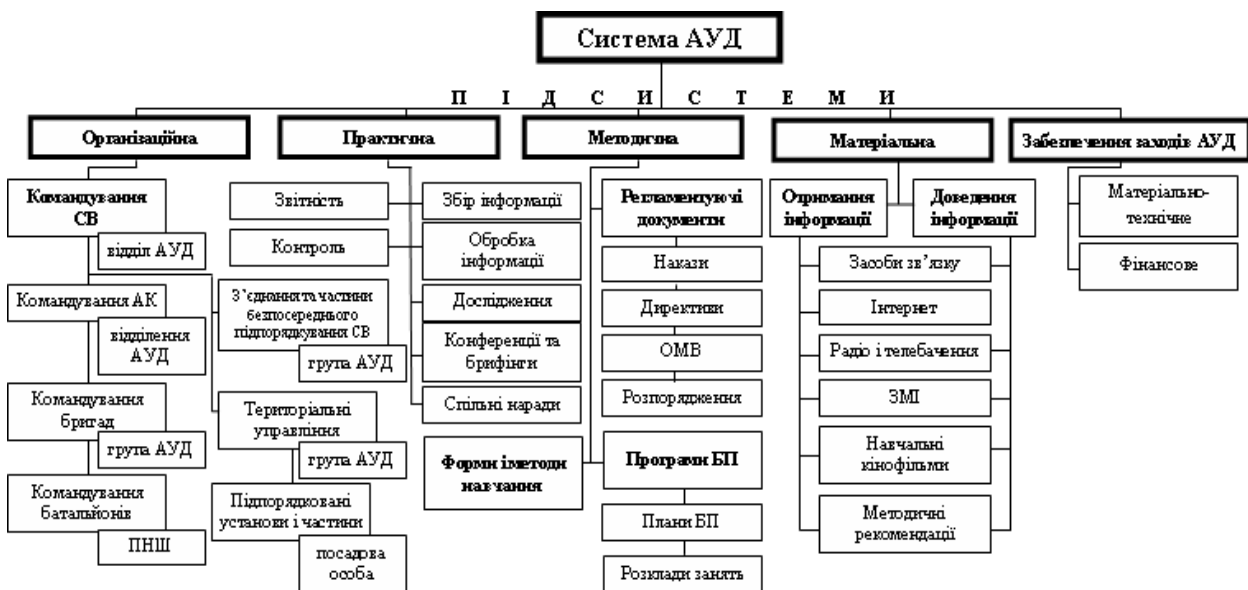 Система АУД
ПІДСИСТЕМИ
Організаційна
Практична
Методична
Матеріальна
Забезпечення заходів АУД
Командування
СВ
відділ АУД
Командування АК
відділення
АУД
Командування
бригад
група АУД
Командування
батальйонів
ПНШ
З’єднання та частини
безпосереднього
підпорядкування СВ
група АУД
Територіальні
управління
група АУД
Підпорядковані
установи і частини
посадова
особа
Звітність
Контроль
Збір інформації
Обробка
інформації
Дослідження
Конференції та
брифінги
Спільні наради
Регламентуючі
документи
Накази
Директиви
ОМВ
Розпорядження
Форми і методи
навчання
Програми БП
Плани БП
Розклади занять
Отримання
інформації
Доведення
інформації
Засоби зв’язку
Інтернет
Радіо і телебачення
ЗМІ
Навчальні
кінофільми
Методичні
рекомендації
Матеріально-
технічне
Фінансове